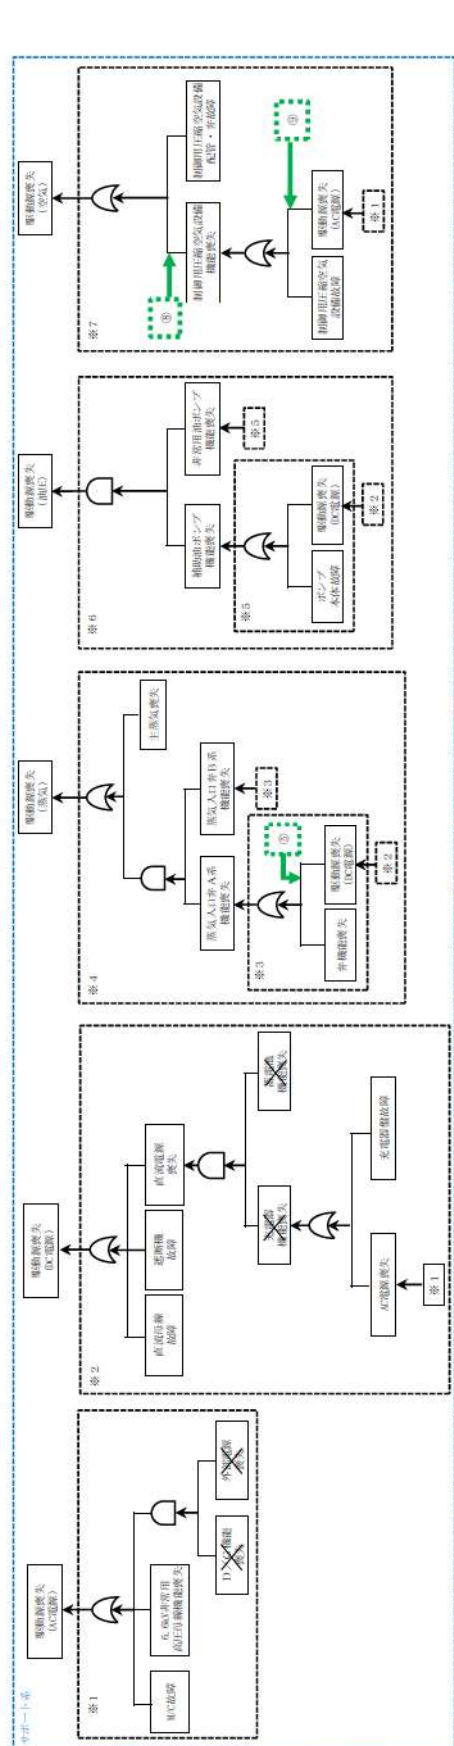 サポート系
駆動源喪失
(AC電源)
※1
M/C故障
6.6kV非常用
高圧母線機能喪失
D／G機能
喪失
外部電源
喪失
駆動源喪失
(DC電源)
※2
直流母線
故障
遮断機
故障
直流電源
喪失
充電器
機能喪失
蓄電池
機能喪失
AC電源喪失
充電器盤故障
※1
駆動源喪失
(蒸気)
※4
主蒸気喪失
蒸気入口弁A系
機能喪失
蒸気入口弁B系
機能喪失
※3
※3
弁機能喪失
駆動源喪失
(DC電源)
⑤
※2
駆動源喪失
(油圧)
※6
補助油ポンプ
機能喪失
非常用油ポンプ
機能喪失
※5
※5
ポンプ
本体故障
駆動源喪失
(DC電源)
※2
駆動源喪失
(空気)
※7
⑧
制御用圧縮空気設備
機能喪失
制御用圧縮空気設備
配管・弁故障
制御用圧縮空気
設備故障
駆動源喪失
(AC電源)
⑨
※1